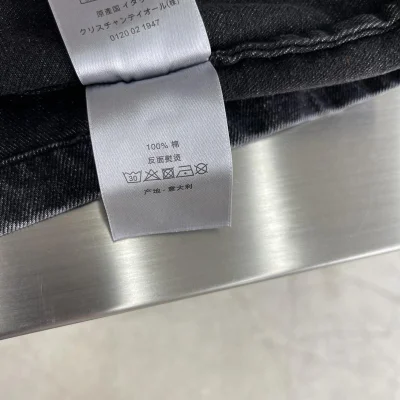 原産国 イタリ
クリスチャンディオール(株)
0120 02 1947
100% 棉
反面熨烫
30
产地 - 意大利